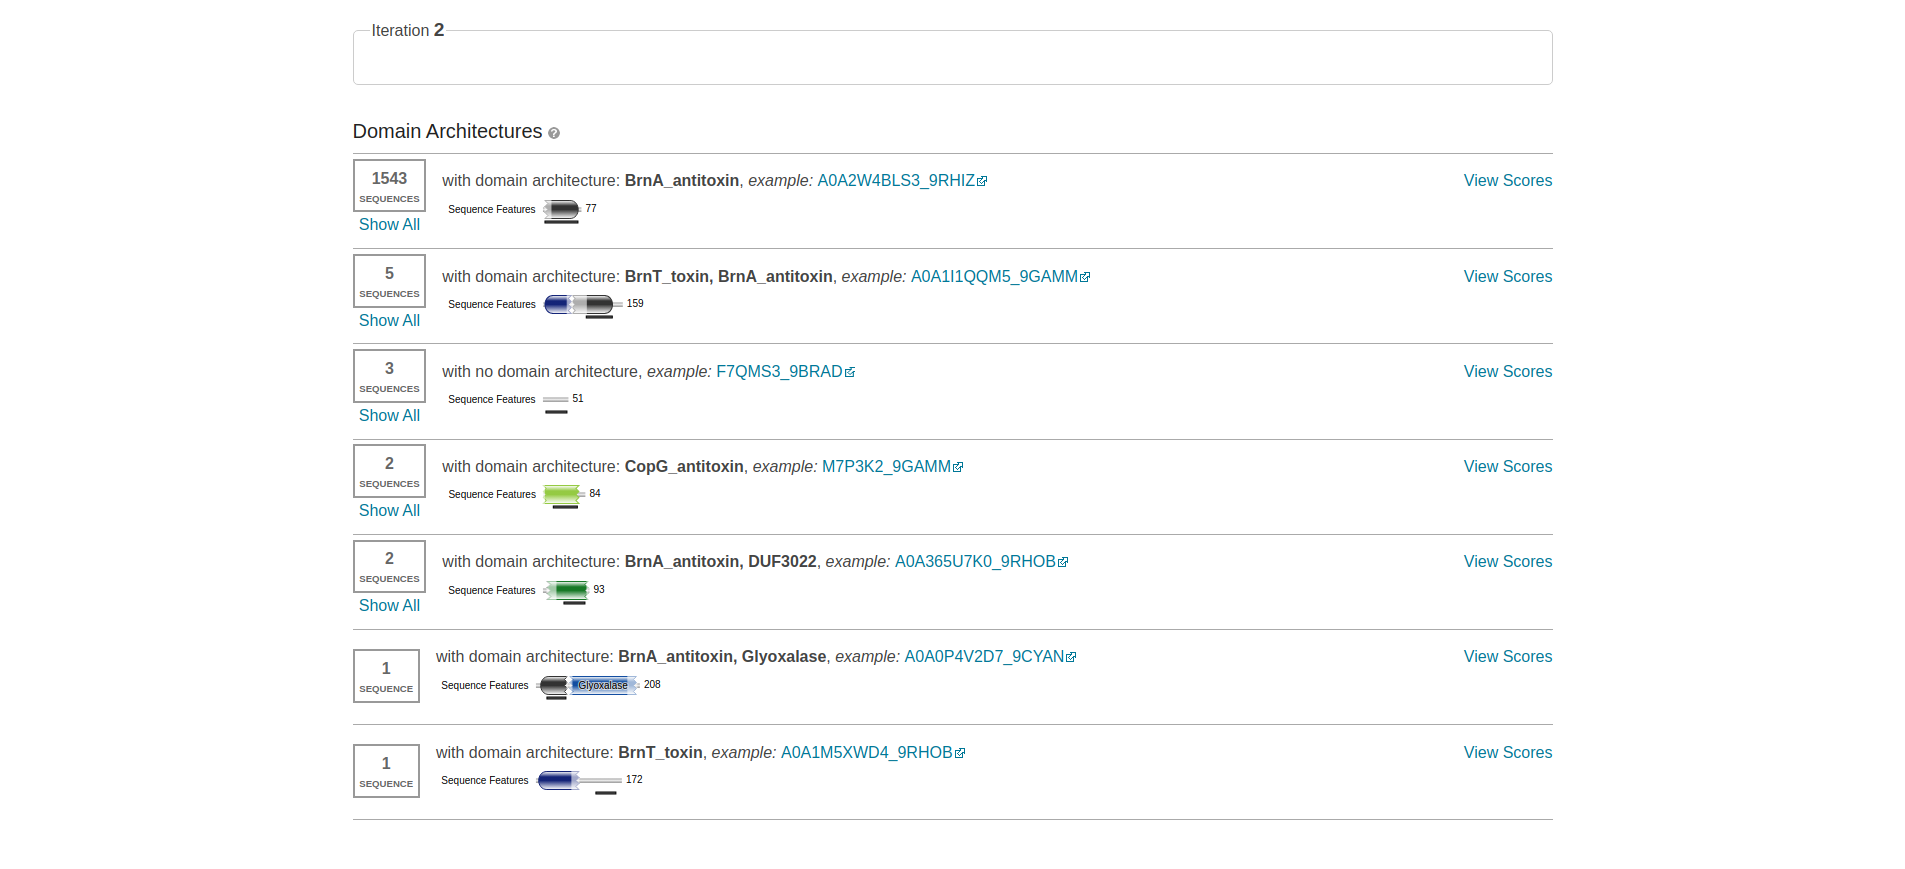 Iteration 2
Domain Architectures ?
1543
SEQUENCES
Show All
with domain architecture: BrnA_antitoxin, example: A0A2W4BLS3_9RHIZ
View Scores
Sequence Features 77
5
SEQUENCES
Show All
with domain architecture: BrnT_toxin, BrnA_antitoxin, example: A0A1I1QQM5_9GAMM
View Scores
Sequence Features 159
3
SEQUENCES
Show All
with no domain architecture, example: F7QMS3_9BRAD
View Scores
Sequence Features 51
2
SEQUENCES
Show All
with domain architecture: CopG_antitoxin, example: M7P3K2_9GAMM
View Scores
Sequence Features 84
2
SEQUENCES
Show All
with domain architecture: BrnA_antitoxin, DUF3022, example: A0A365U7K0_9RHOB
View Scores
Sequence Features 93
1
SEQUENCE
with domain architecture: BrnA_antitoxin, Glyoxalase, example: A0A0P4V2D7_9CYAN
View Scores
Sequence Features Glyoxalase 208
1
SEQUENCE
with domain architecture: BrnT_toxin, example: A0A1M5XWD4_9RHOB
View Scores
Sequence Features 172